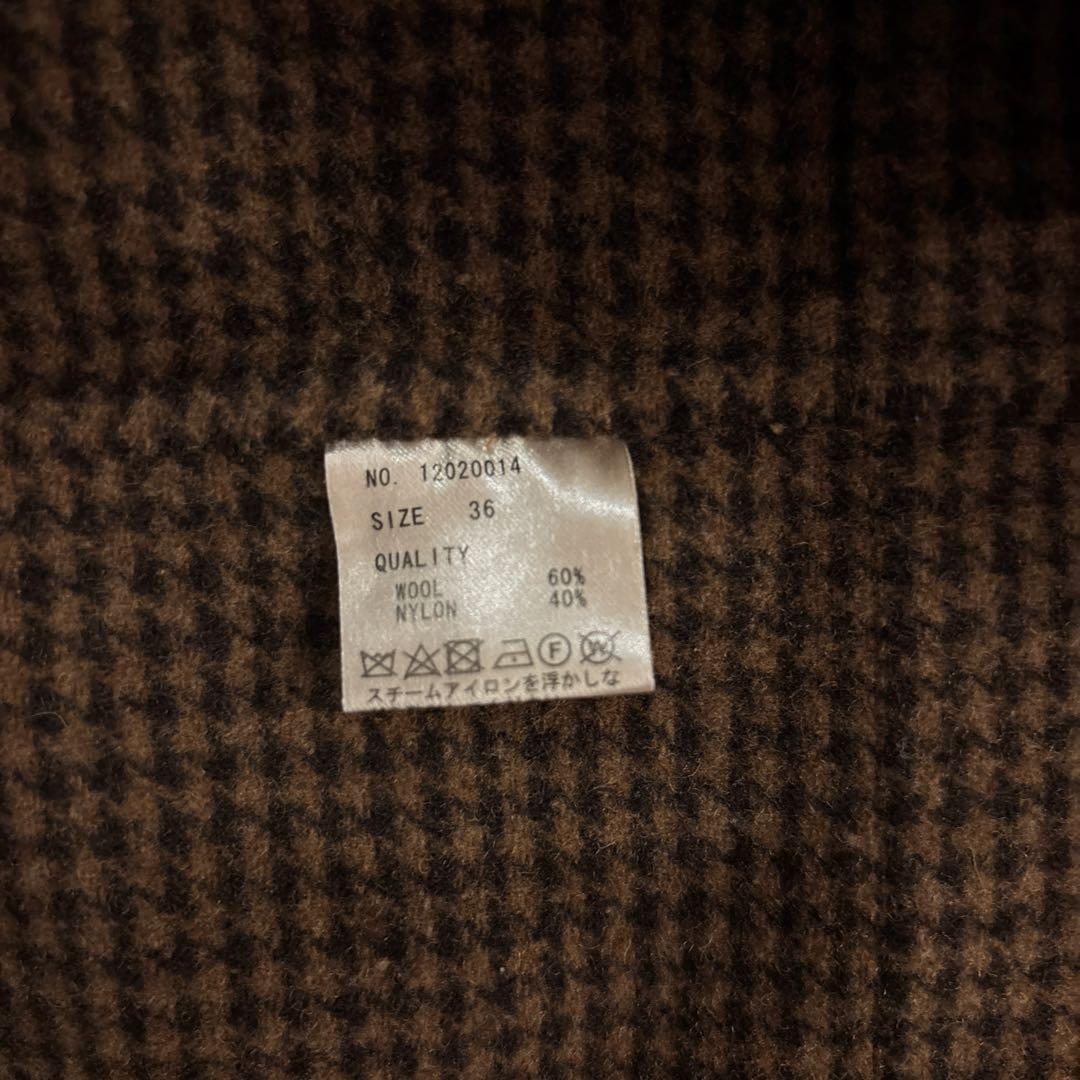 NO. 12020014
SIZE 36
QUALITY
WOOL 60%
NYLON 40%
F W
スチームアイロンを浮かしな